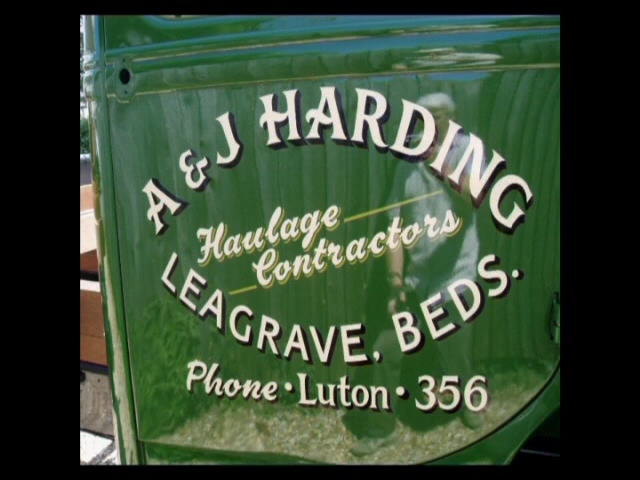 A & J HARDING
Haulage
Contractors
LEAGRAVE, BEDS.
Phone · Luton · 356